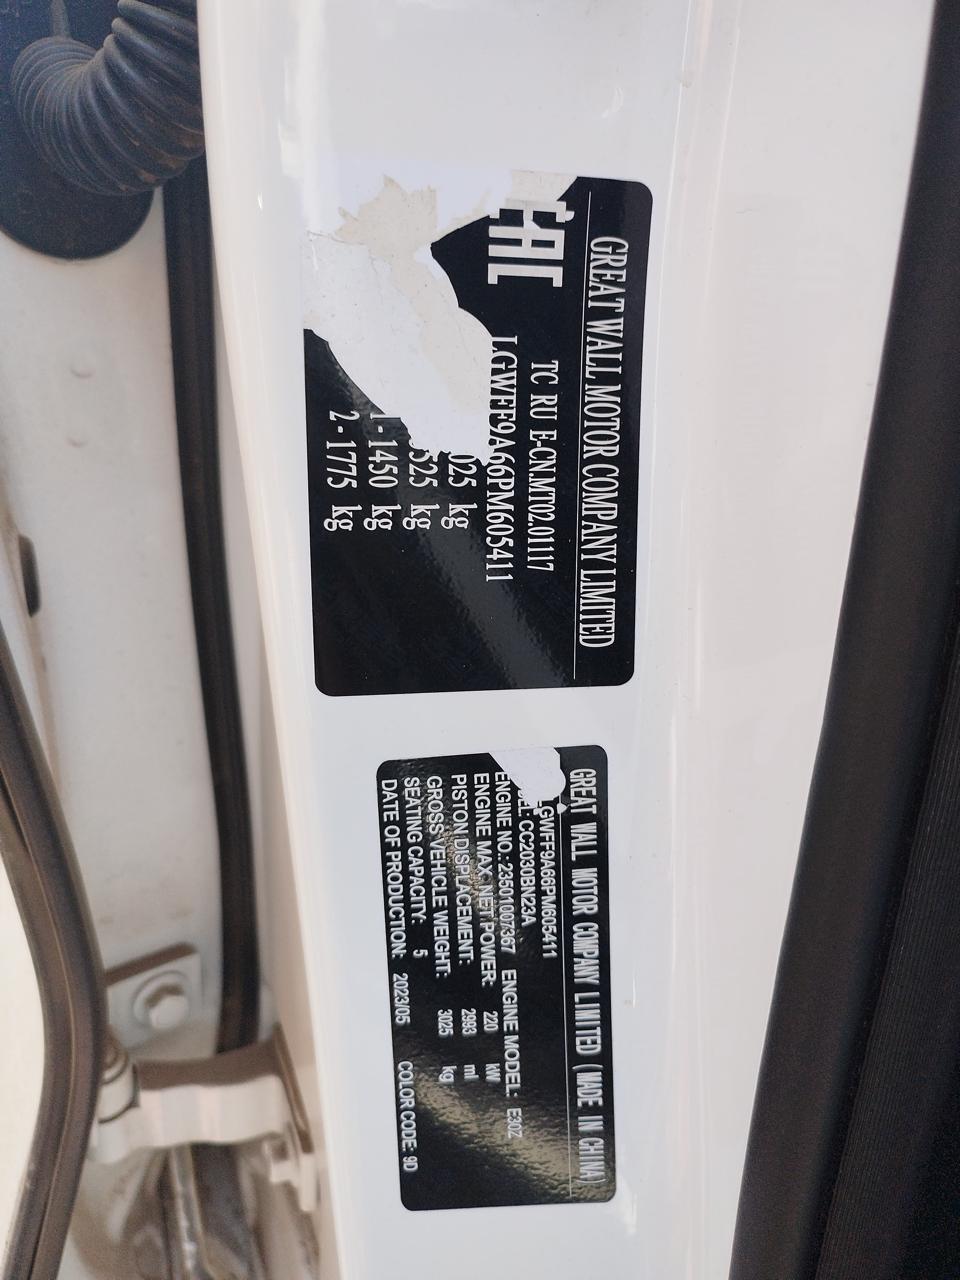 EAC
GREAT WALL MOTOR COMPANY LIMITED
TC RU E-CN.MT02.01117
LGWFF9A66PM605411
025 kg
525 kg
1 - 1450 kg
2 - 1775 kg
GREAT WALL MOTOR COMPANY LIMITED (MADE IN CHINA)
GWFF9A66PM605411
EL: CC2030BN23A
ENGINE NO.: 23501007367 ENGINE MODEL: E30Z
ENGINE MAX. NET POWER: 220 kW
PISTON DISPLACEMENT: 2993 ml
GROSS VEHICLE WEIGHT: 3025 kg
SEATING CAPACITY: 5
DATE OF PRODUCTION: 2023/05 COLOR CODE: 9D